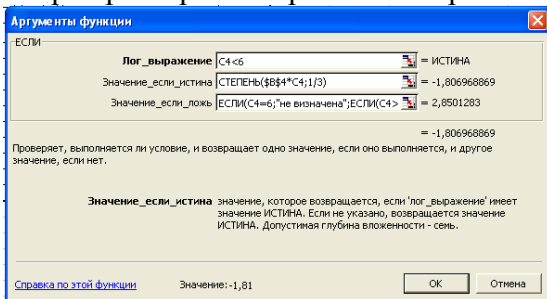 Аргументы функции
ЕСЛИ
Лог_выражение C4<6 = ИСТИНА
Значение_если_истина СТЕПЕНЬ($B$4*C4;1/3) = -1,806968869
Значение_если_ложь ЕСЛИ(C4=6;"не визначена";ЕСЛИ(C4> = 2,8501283
= -1,806968869
Проверяет, выполняется ли условие, и возвращает одно значение, если оно выполняется, и другое
значение, если нет.
Значение_если_истина значение, которое возвращается, если 'лог_выражение' имеет
значение ИСТИНА. Если не указано, возвращается значение
ИСТИНА. Допустимая глубина вложенности - семь.
Справка по этой функции Значение:-1,81 ОК Отмена